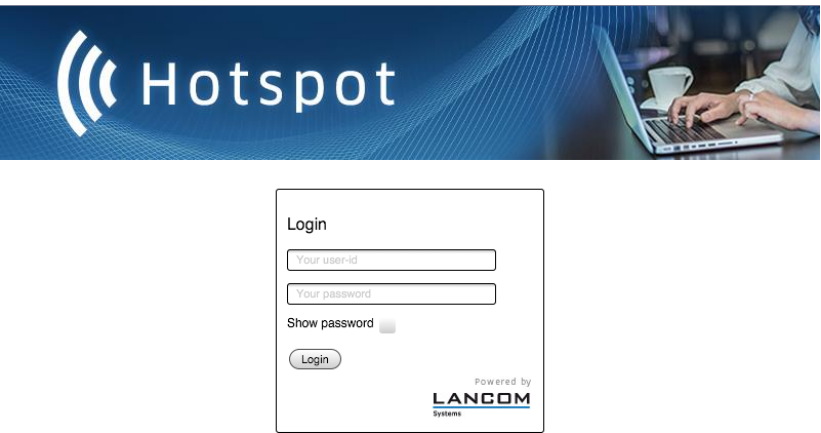 Hotspot
Login
Your user-id
Your password
Show password
Login
Powered by
LANCOM
Systems